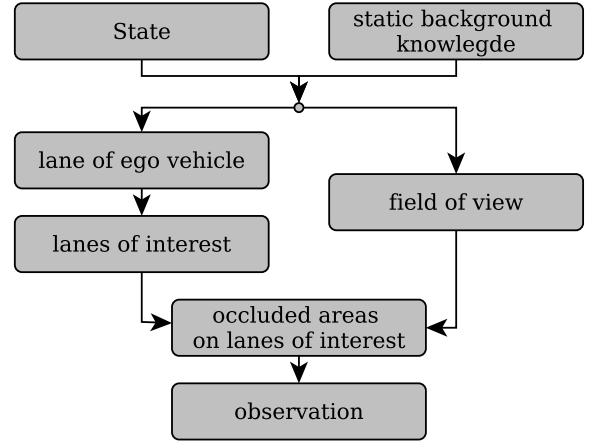 State
static background
knowlegde
lane of ego vehicle
field of view
lanes of interest
occluded areas
on lanes of interest
observation